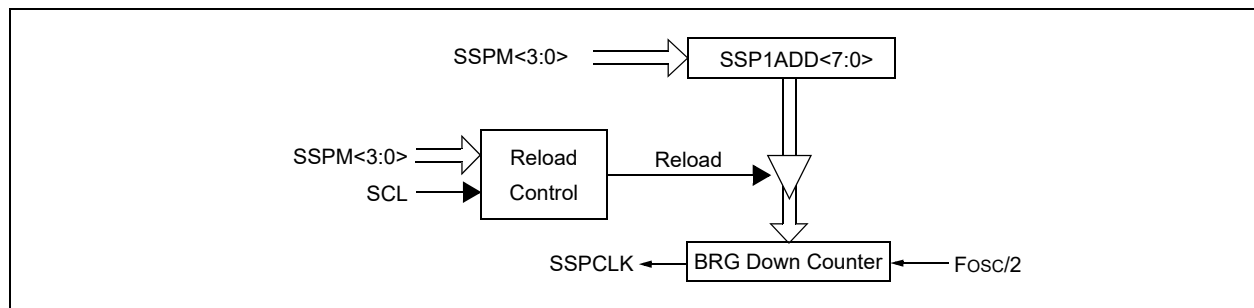 SSPM<3:0>
SSP1ADD<7:0>
SSPM<3:0>
SCL
Reload
Control
Reload
SSPCLK
BRG Down Counter
FOSC/2